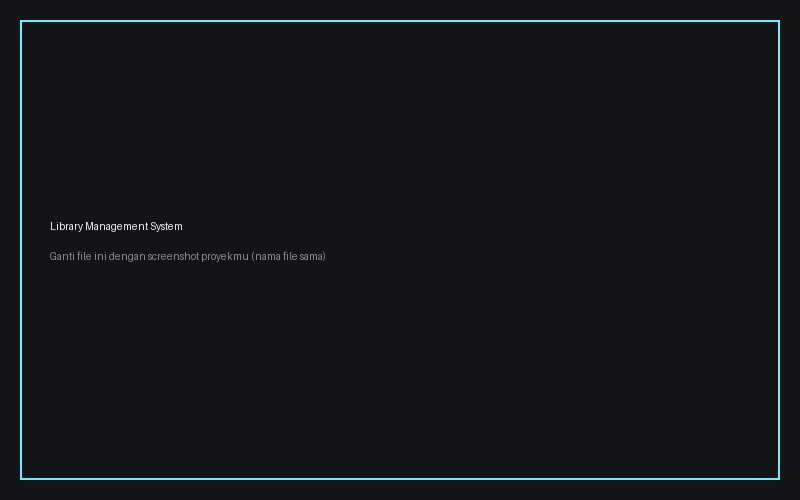 Library Management System
Ganti file ini dengan screenshot proyekmu (nama file sama)